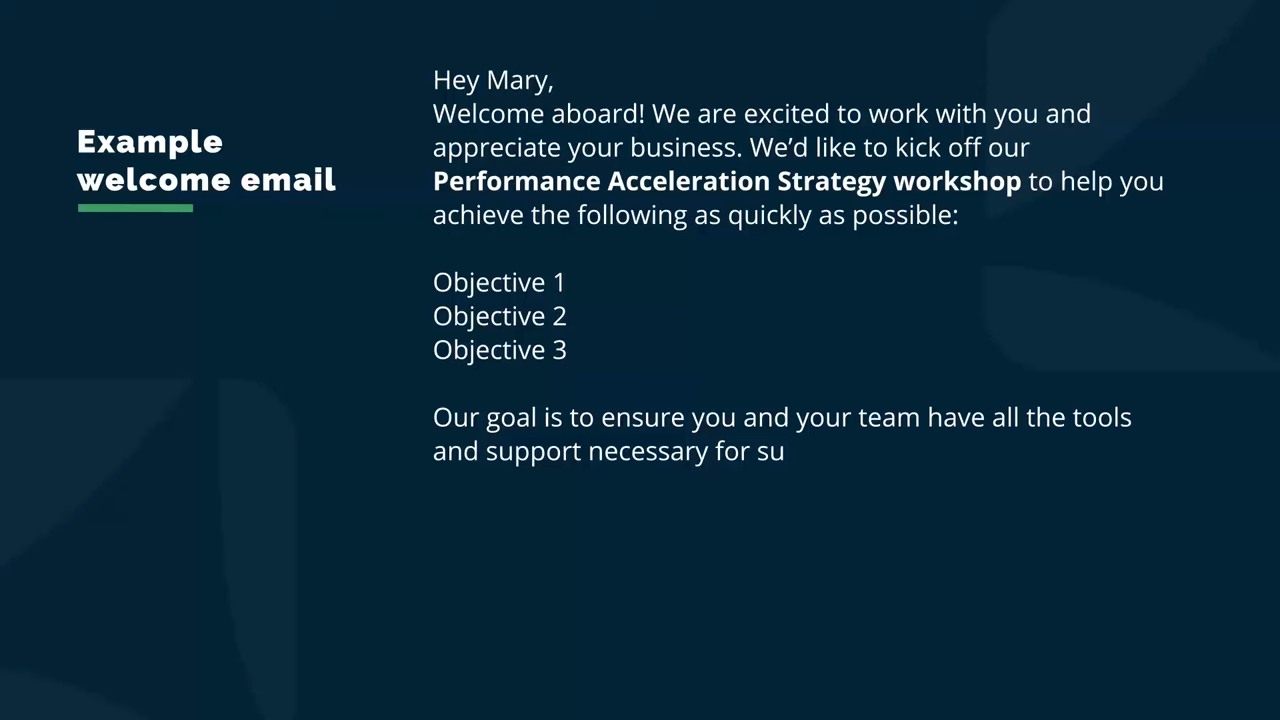 Example
welcome email
Hey Mary,
Welcome aboard! We are excited to work with you and
appreciate your business. We’d like to kick off our
Performance Acceleration Strategy workshop to help you
achieve the following as quickly as possible:
Objective 1
Objective 2
Objective 3
Our goal is to ensure you and your team have all the tools
and support necessary for su